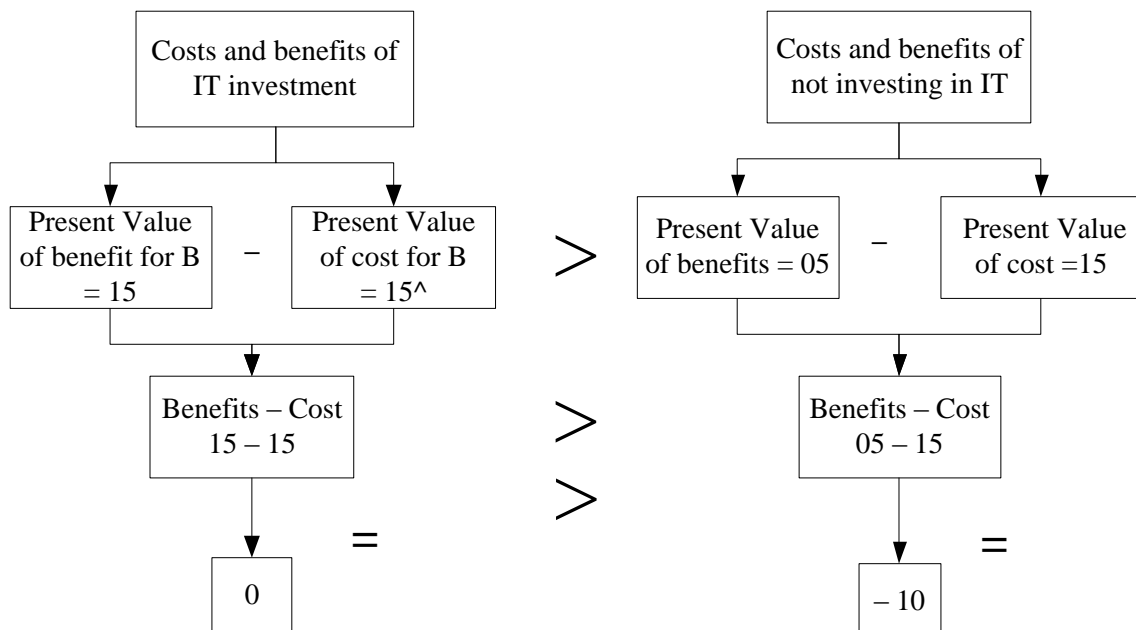 Costs and benefits of
IT investment
Costs and benefits of
not investing in IT
Present Value
of benefit for B
= 15
–
Present Value
of cost for B
= 15^
>
Present Value
of benefits = 05
–
Present Value
of cost =15
Benefits – Cost
15 – 15
>
Benefits – Cost
05 – 15
>
=
=
0
– 10